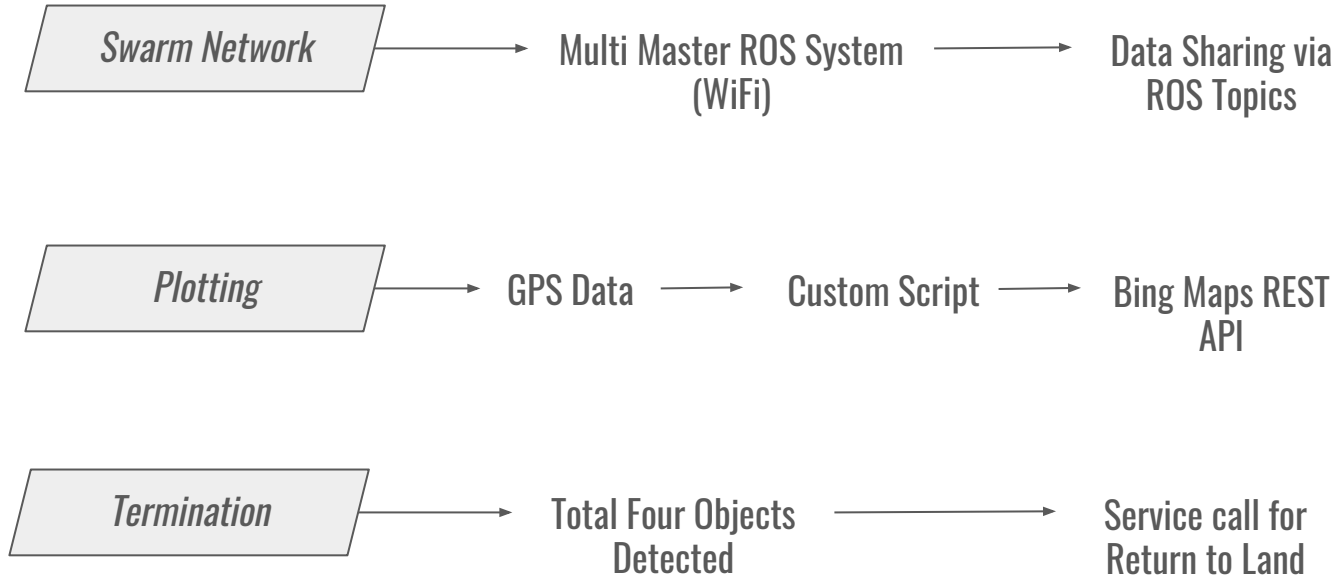 Swarm Network
Multi Master ROS System
(WiFi)
Data Sharing via
ROS Topics
Plotting
GPS Data
Custom Script
Bing Maps REST
API
Termination
Total Four Objects
Detected
Service call for
Return to Land